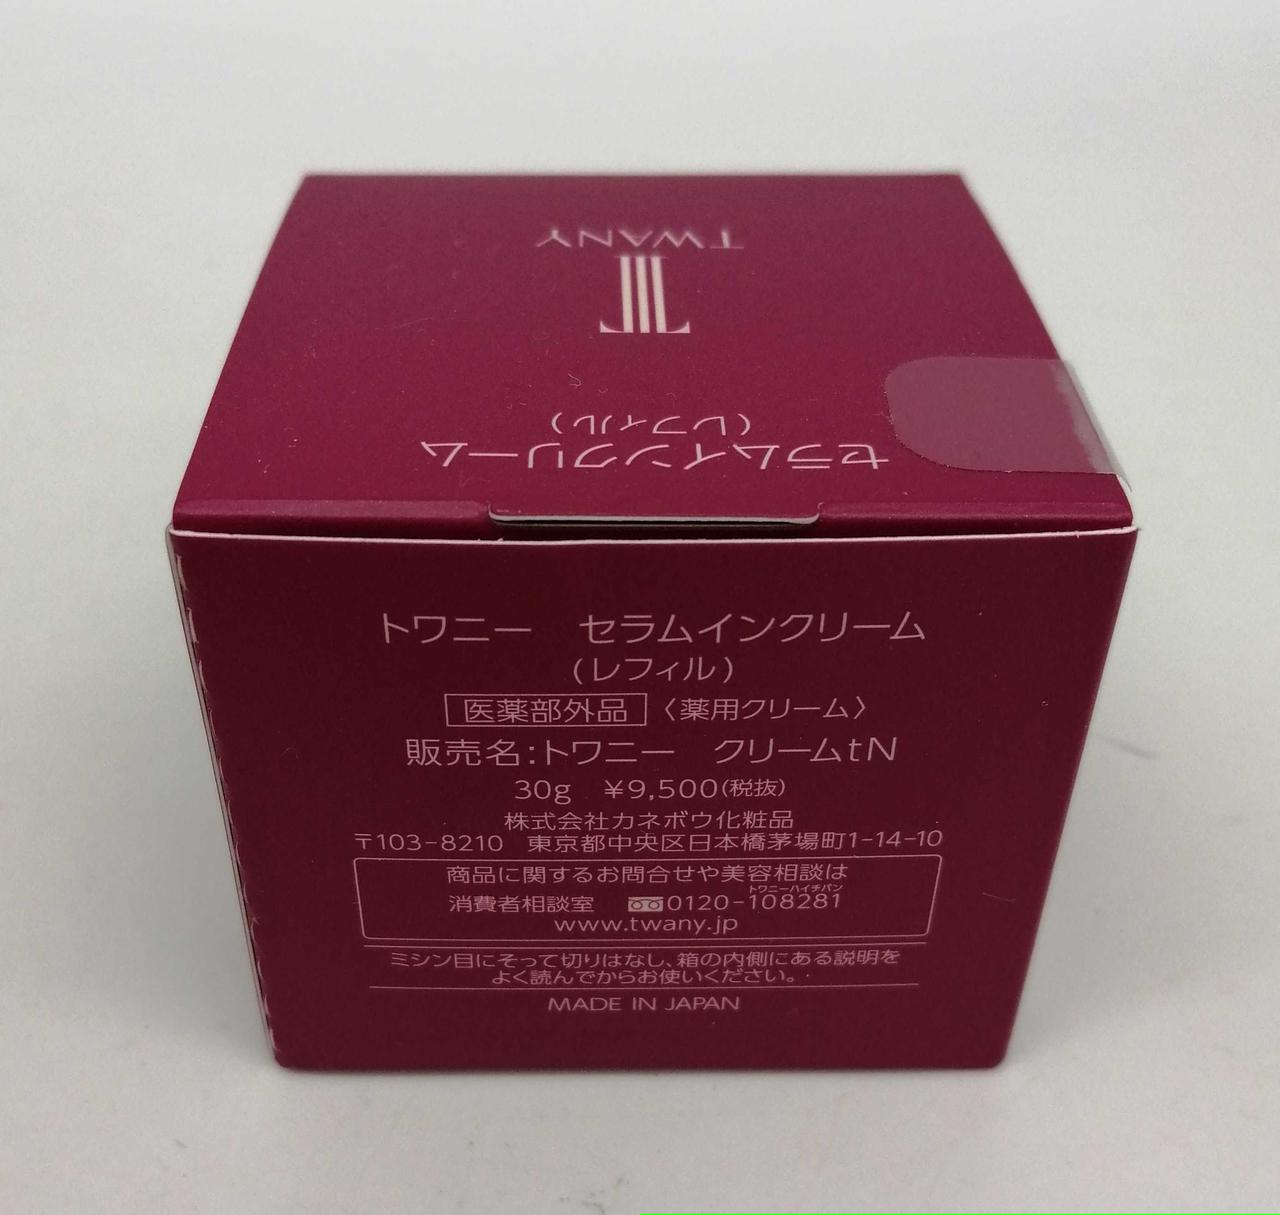 TWANY
セラムインクリーム
(レフィル)
トワニー　セラムインクリーム
(レフィル)
医薬部外品〈薬用クリーム〉
販売名:トワニー　クリームtN
30g　¥9,500(税抜)
株式会社カネボウ化粧品
〒103-8210　東京都中央区日本橋茅場町1-14-10
商品に関するお問合せや美容相談は
トワニーハイチバン
消費者相談室　0120-108281
www.twany.jp
ミシン目にそって切りはなし、箱の内側にある説明を
よく読んでからお使いください。
MADE IN JAPAN